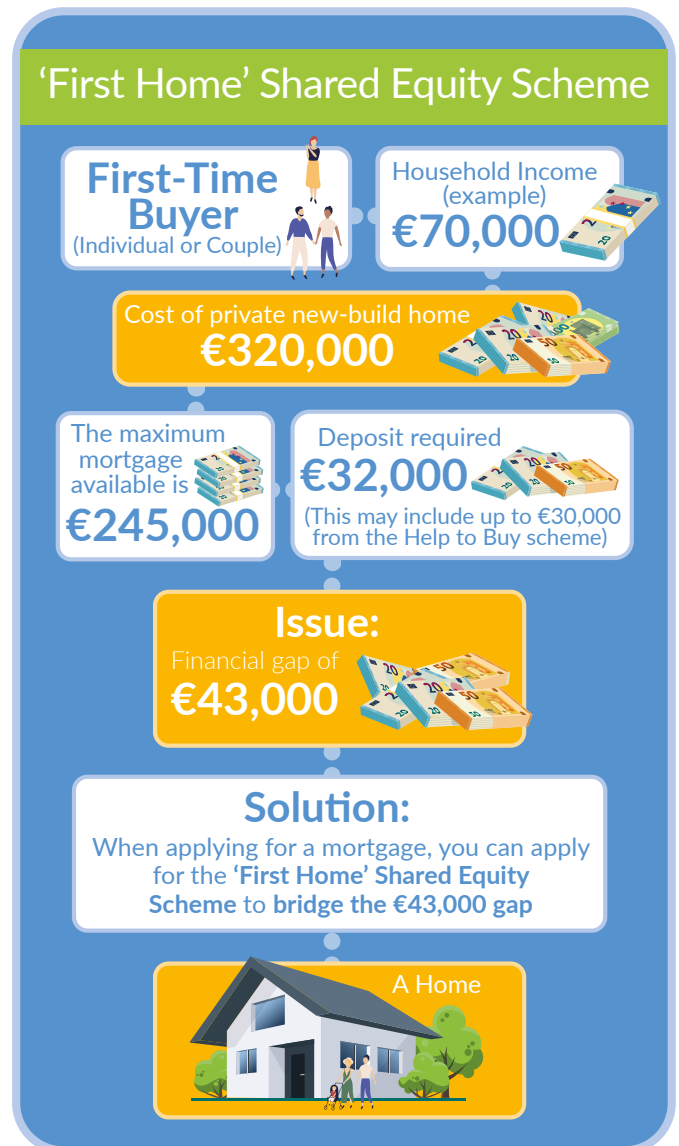 ‘First Home’ Shared Equity Scheme
First-Time
Buyer
(Individual or Couple)
Household Income
(example)
€70,000
Cost of private new-build home
€320,000
The maximum
mortgage
available is
€245,000
Deposit required
€32,000
(This may include up to €30,000
from the Help to Buy scheme)
Issue:
Financial gap of
€43,000
Solution:
When applying for a mortgage, you can apply
for the ‘First Home’ Shared Equity
Scheme to bridge the €43,000 gap
A Home